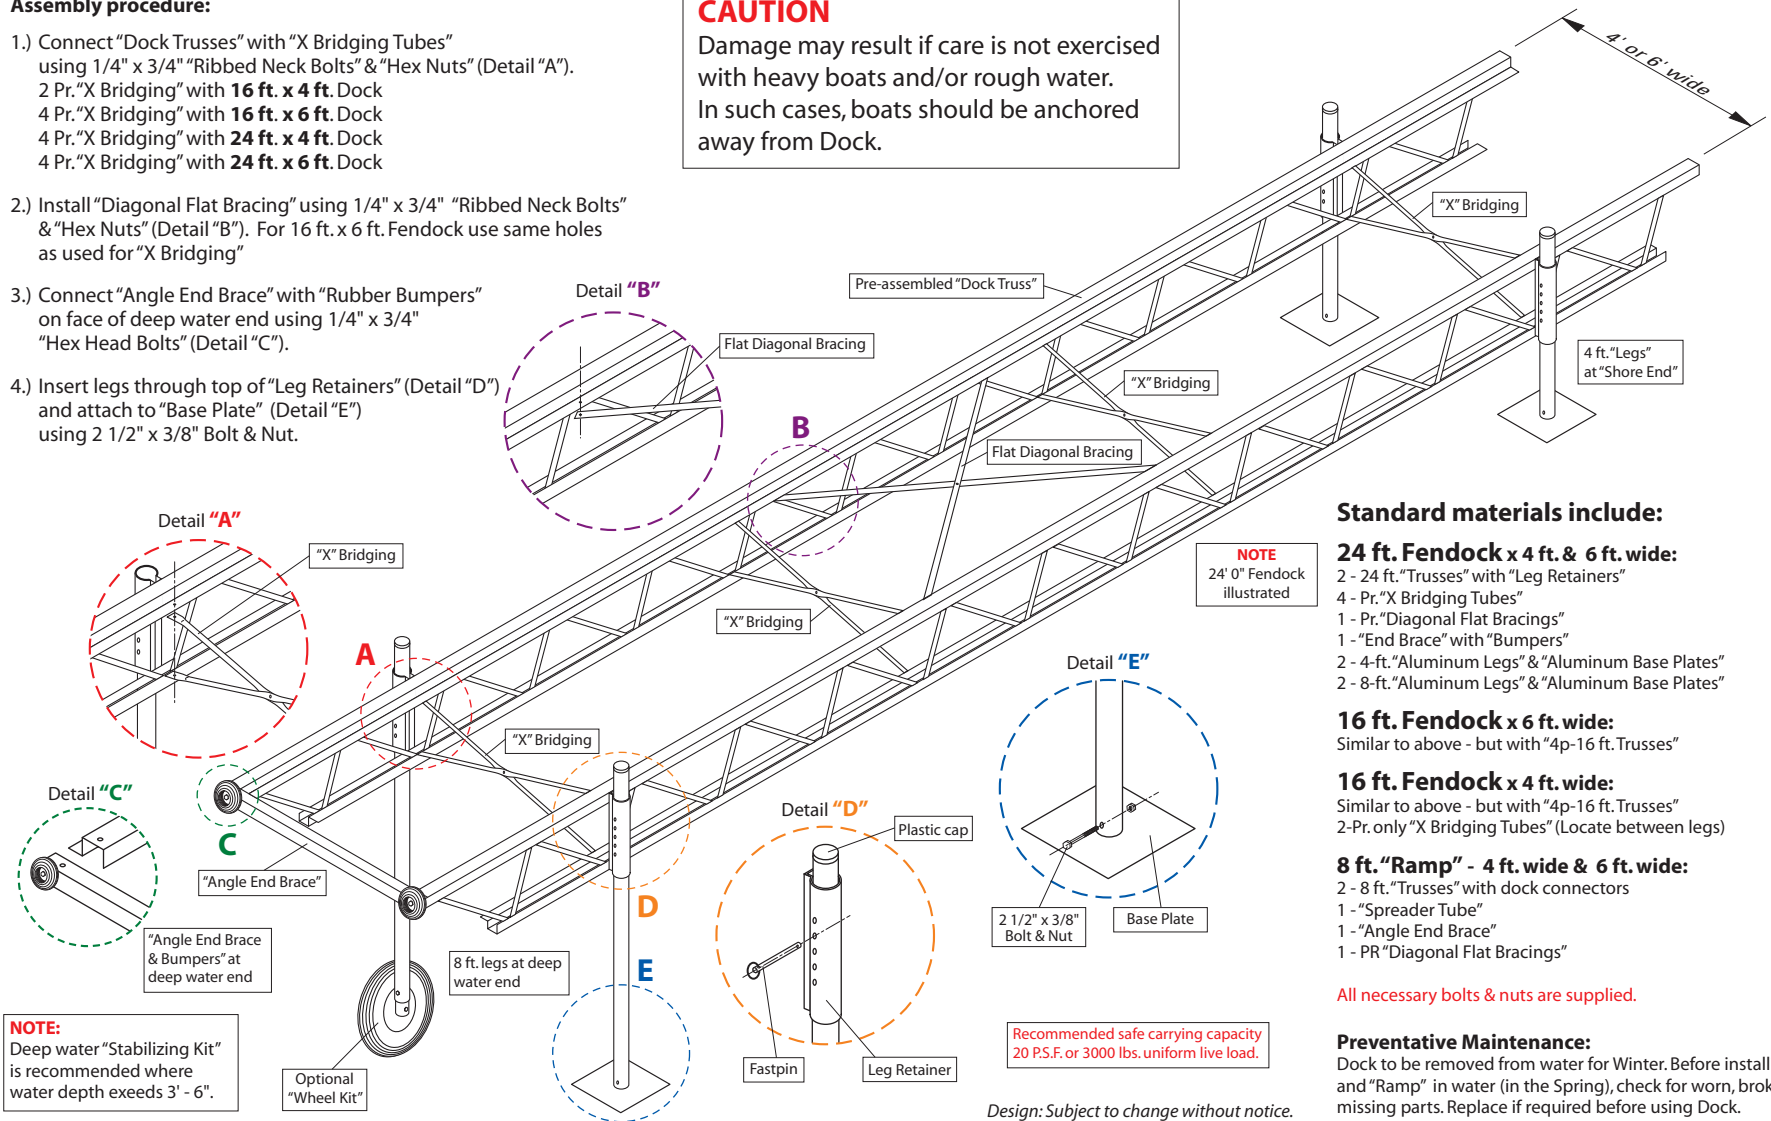 Assembly procedure:
1.) Connect “Dock Trusses” with “X Bridging Tubes”
using 1/4" x 3/4" “Ribbed Neck Bolts” & “Hex Nuts” (Detail “A”).
2 Pr. “X Bridging” with 16 ft. x 4 ft. Dock
4 Pr. “X Bridging” with 16 ft. x 6 ft. Dock
4 Pr. “X Bridging” with 24 ft. x 4 ft. Dock
4 Pr. “X Bridging” with 24 ft. x 6 ft. Dock
2.) Install “Diagonal Flat Bracing” using 1/4" x 3/4" “Ribbed Neck Bolts”
& “Hex Nuts” (Detail “B”). For 16 ft. x 6 ft. Fendock use same holes
as used for “X Bridging”
3.) Connect “Angle End Brace” with “Rubber Bumpers”
on face of deep water end using 1/4" x 3/4"
“Hex Head Bolts” (Detail “C”).
4.) Insert legs through top of “Leg Retainers” (Detail “D”)
and attach to “Base Plate” (Detail “E”)
using 2 1/2" x 3/8" Bolt & Nut.
CAUTION
Damage may result if care is not exercised
with heavy boats and/or rough water.
In such cases, boats should be anchored
away from Dock.
4' or 6' wide
“X” Bridging
Pre-assembled “Dock Truss”
4 ft. “Legs”
at “Shore End”
Detail “B”
Flat Diagonal Bracing
“X” Bridging
B
Flat Diagonal Bracing
Detail “A”
“X” Bridging
NOTE
24' 0" Fendock
illustrated
“X” Bridging
A
“X” Bridging
Detail “E”
2 1/2" x 3/8"
Bolt & Nut
Base Plate
Detail “C”
C
“Angle End Brace”
“Angle End Brace
& Bumpers” at
deep water end
8 ft. legs at deep
water end
D
E
Detail “D”
Plastic cap
Fastpin
Leg Retainer
NOTE:
Deep water “Stabilizing Kit”
is recommended where
water depth exeeds 3' - 6".
Optional
“Wheel Kit”
Recommended safe carrying capacity
20 P.S.F. or 3000 lbs. uniform live load.
Design: Subject to change without notice.
Standard materials include:
24 ft. Fendock x 4 ft. & 6 ft. wide:
2 - 24 ft. “Trusses” with “Leg Retainers”
4 - Pr. “X Bridging Tubes”
1 - Pr. “Diagonal Flat Bracings”
1 - “End Brace” with “Bumpers”
2 - 4-ft. “Aluminum Legs” & “Aluminum Base Plates”
2 - 8-ft. “Aluminum Legs” & “Aluminum Base Plates”
16 ft. Fendock x 6 ft. wide:
Similar to above - but with “4p-16 ft. Trusses”
16 ft. Fendock x 4 ft. wide:
Similar to above - but with “4p-16 ft. Trusses”
2-Pr. only “X Bridging Tubes” (Locate between legs)
8 ft. “Ramp” - 4 ft. wide & 6 ft. wide:
2 - 8 ft. “Trusses” with dock connectors
1 - “Spreader Tube”
1 - “Angle End Brace”
1 - PR “Diagonal Flat Bracings”
All necessary bolts & nuts are supplied.
Preventative Maintenance:
Dock to be removed from water for Winter. Before install
and “Ramp” in water (in the Spring), check for worn, brok
missing parts. Replace if required before using Dock.